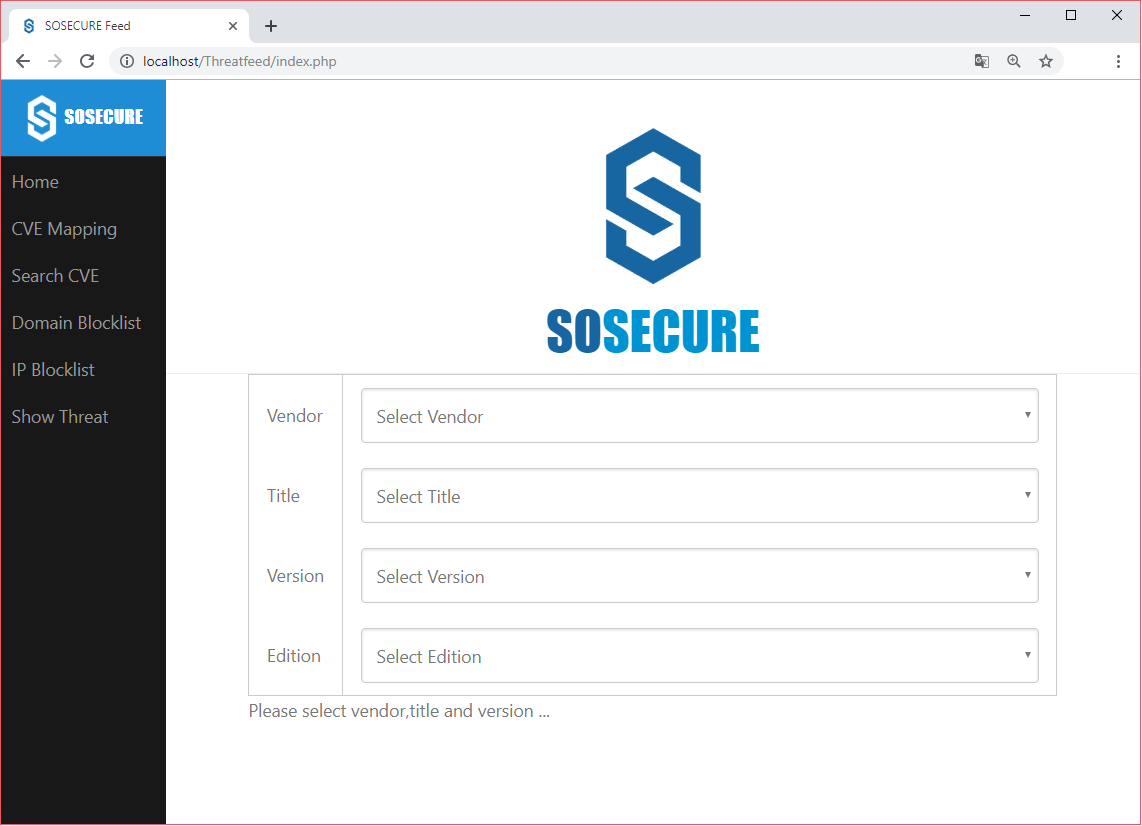 SOSECURE Feed
localhost/Threatfeed/index.php
SOSECURE
Home
CVE Mapping
Search CVE
Domain Blocklist
IP Blocklist
Show Threat
SOSECURE
Vendor
Select Vendor
Title
Select Title
Version
Select Version
Edition
Select Edition
Please select vendor,title and version ...